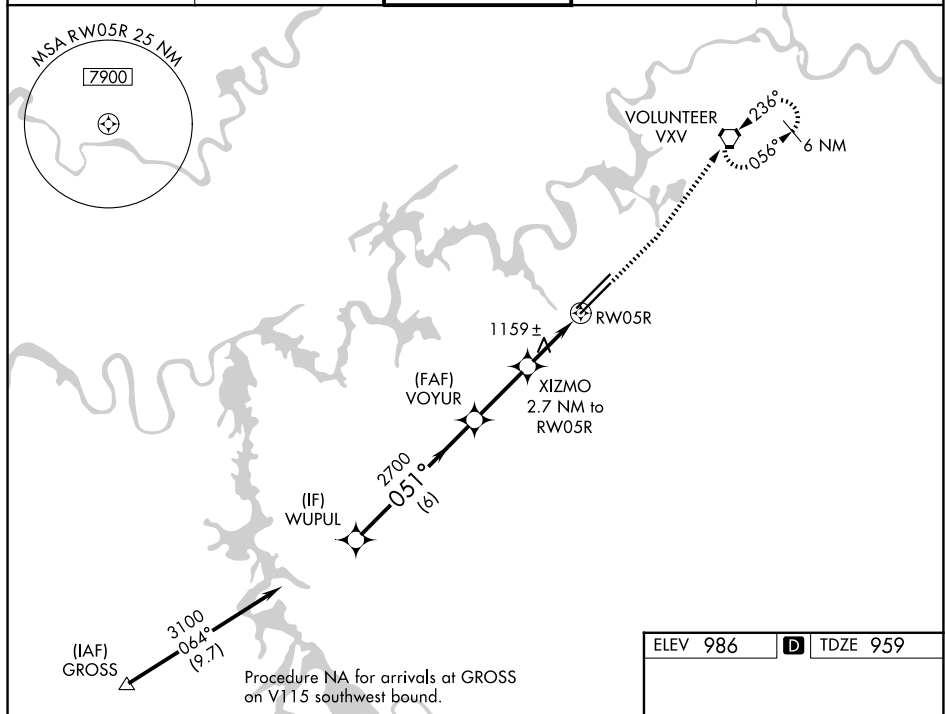 MSA RW05R 25 NM
7900
VOLUNTEER
VXV
236°
056°
6 NM
RW05R
1159 ±
(FAF)
VOYUR
XIZMO
2.7 NM to
RW05R
2700
051°
(6)
(IF)
WUPUL
3100
064°
(9.7)
(IAF)
GROSS
Procedure NA for arrivals at GROSS
on V115 southwest bound.
ELEV 986 D TDZE 959